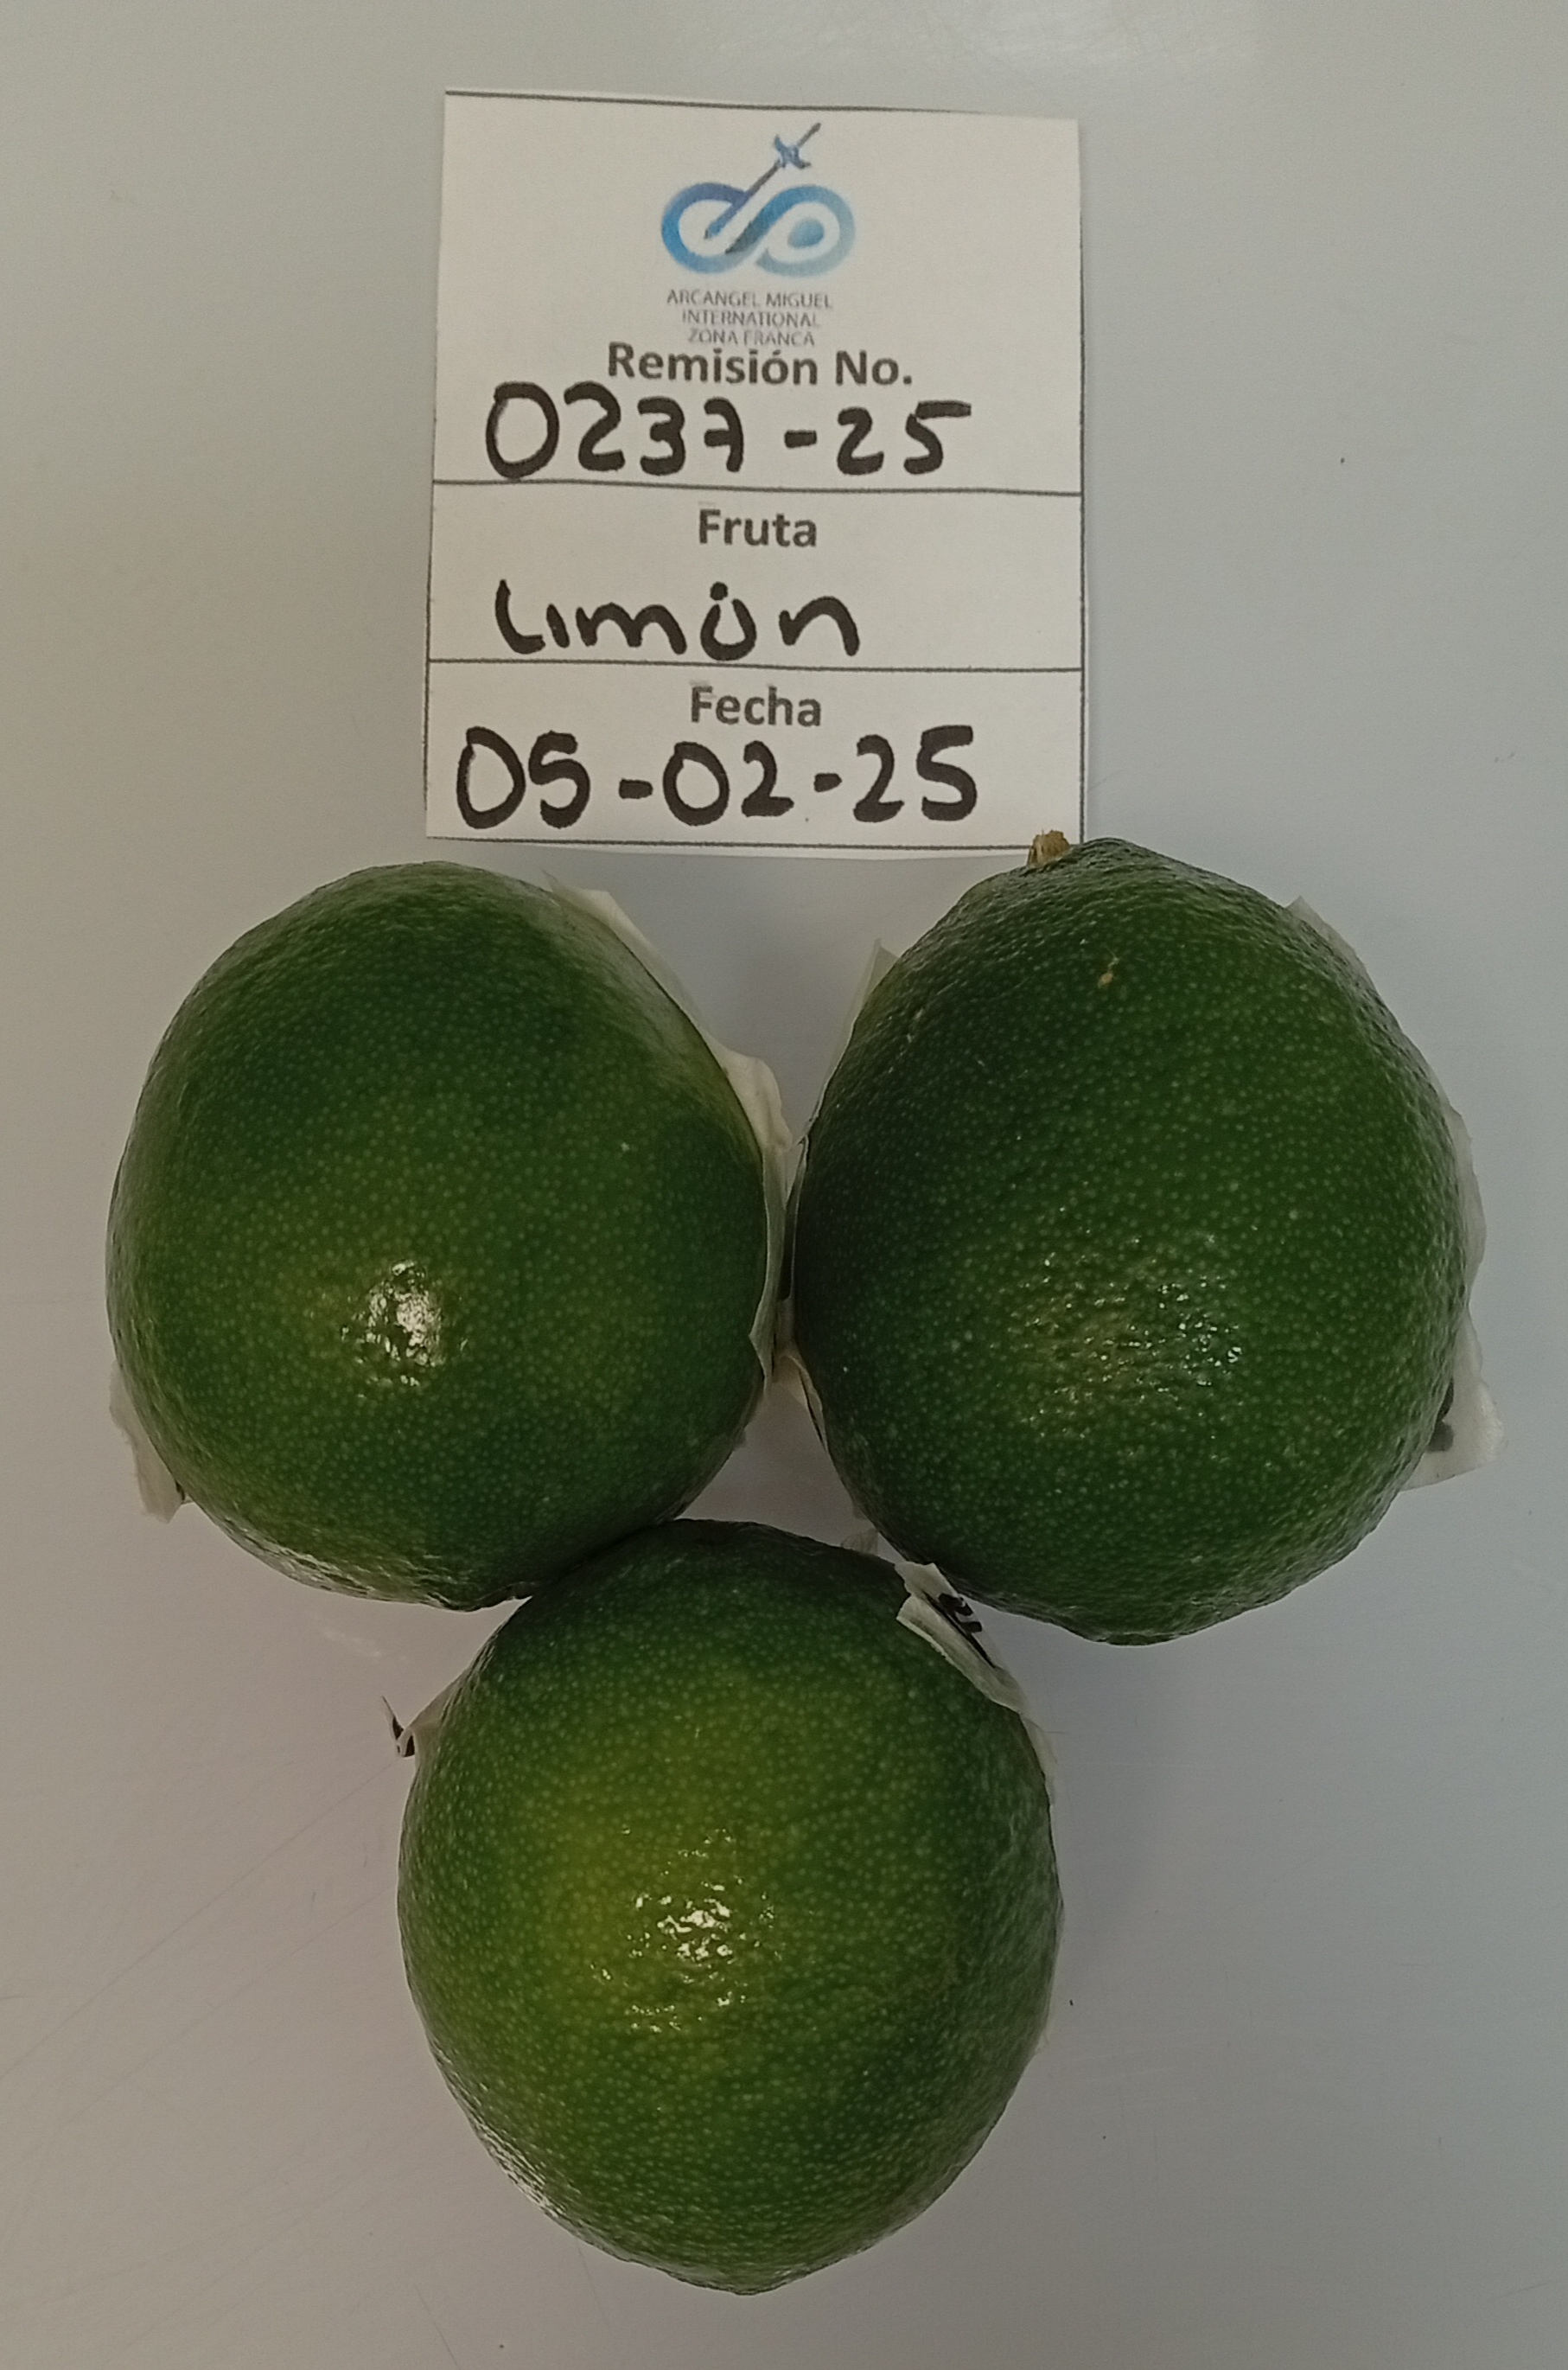 ARCANGEL MIGUEL
INTERNATIONAL
ZONA FRANCA
Remisión No.
0237-25
Fruta
Limón
Fecha
05-02-25